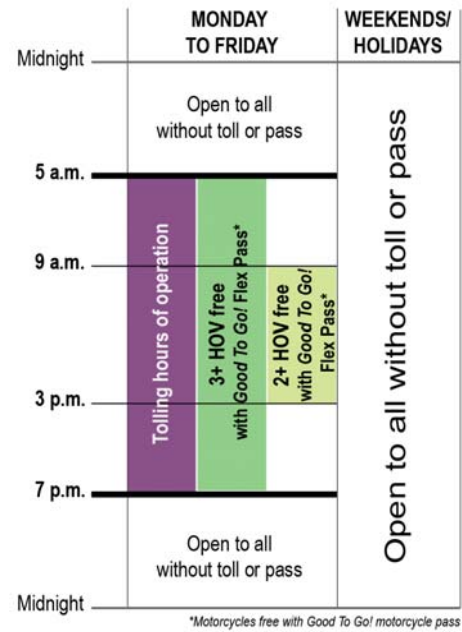 MONDAY
TO FRIDAY
WEEKENDS/
HOLIDAYS
Midnight
Open to all
without toll or pass
5 a.m.
9 a.m.
3 p.m.
7 p.m.
Tolling hours of operation
3+ HOV free
with Good To Go! Flex Pass*
2+ HOV free
with Good To Go!
Flex Pass*
Open to all without toll or pass
Open to all
without toll or pass
Midnight
*Motorcycles free with Good To Go! motorcycle pass